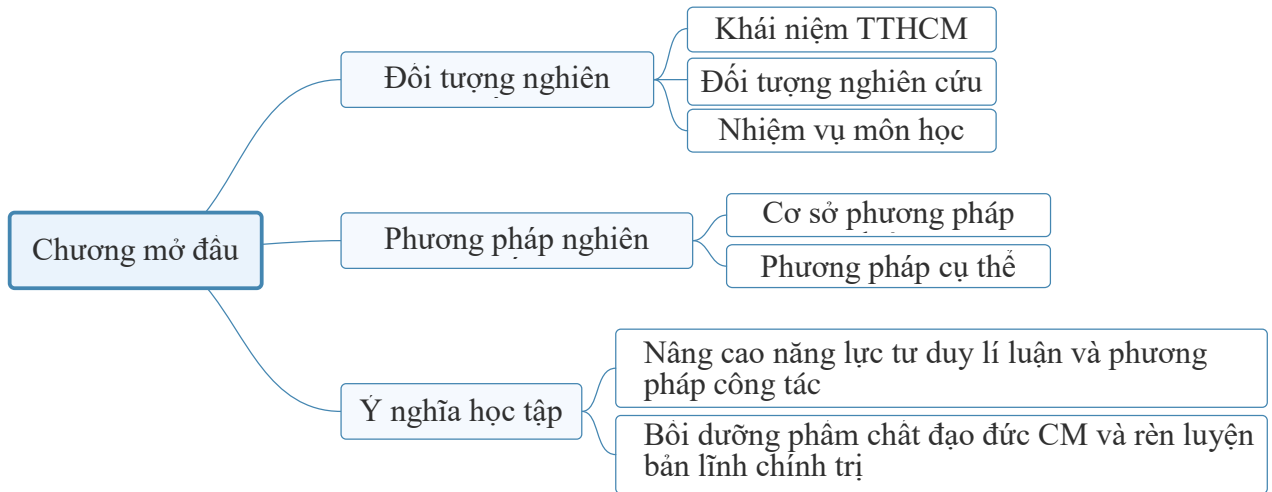 Chương mở đầu
Đối tượng nghiên
Khái niệm TTHCM
Đối tượng nghiên cứu
Nhiệm vụ môn học
Phương pháp nghiên
Cơ sở phương pháp
Phương pháp cụ thể
Ý nghĩa học tập
Nâng cao năng lực tư duy lí luận và phương
pháp công tác
Bồi dưỡng phẩm chất đạo đức CM và rèn luyện
bản lĩnh chính trị